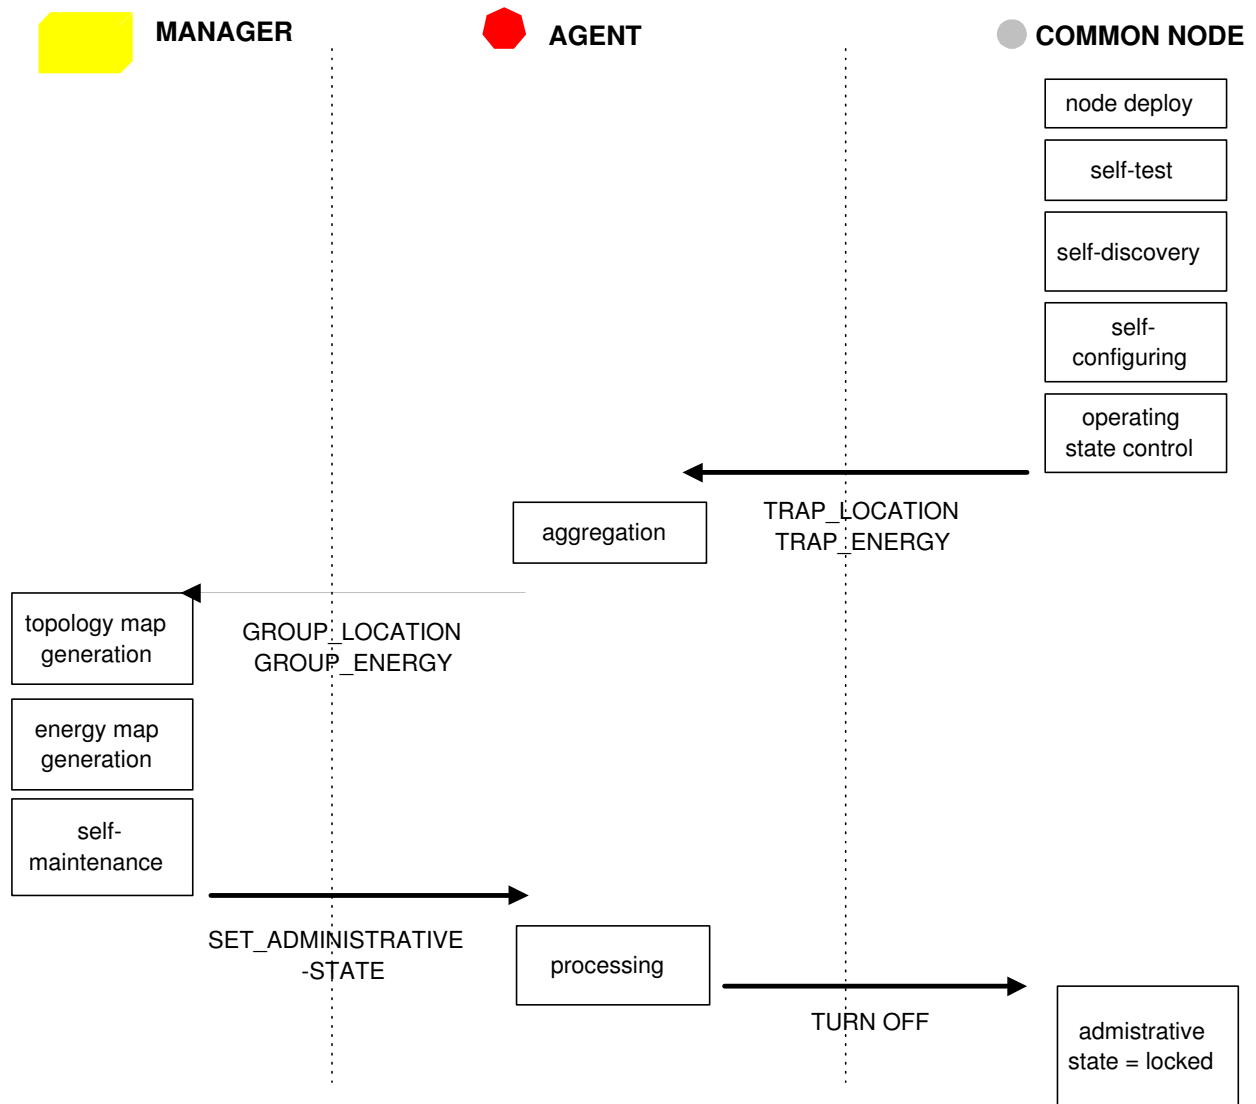 MANAGER
AGENT
COMMON NODE
node deploy
self-test
self-discovery
self-
configuring
operating
state control
TRAP_LOCATION
TRAP_ENERGY
aggregation
GROUP_LOCATION
GROUP_ENERGY
topology map
generation
energy map
generation
self-
maintenance
SET_ADMINISTRATIVE
-STATE
processing
TURN OFF
admistrative
state = locked